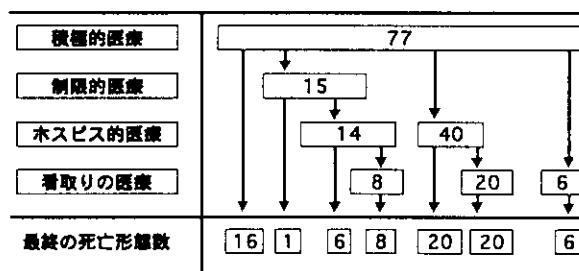 積極的医療 77
制限的医療 15
ホスピス的医療 14 40
看取りの医療 8 20 6
最終の死亡形態数 16 1 6 8 20 20 6